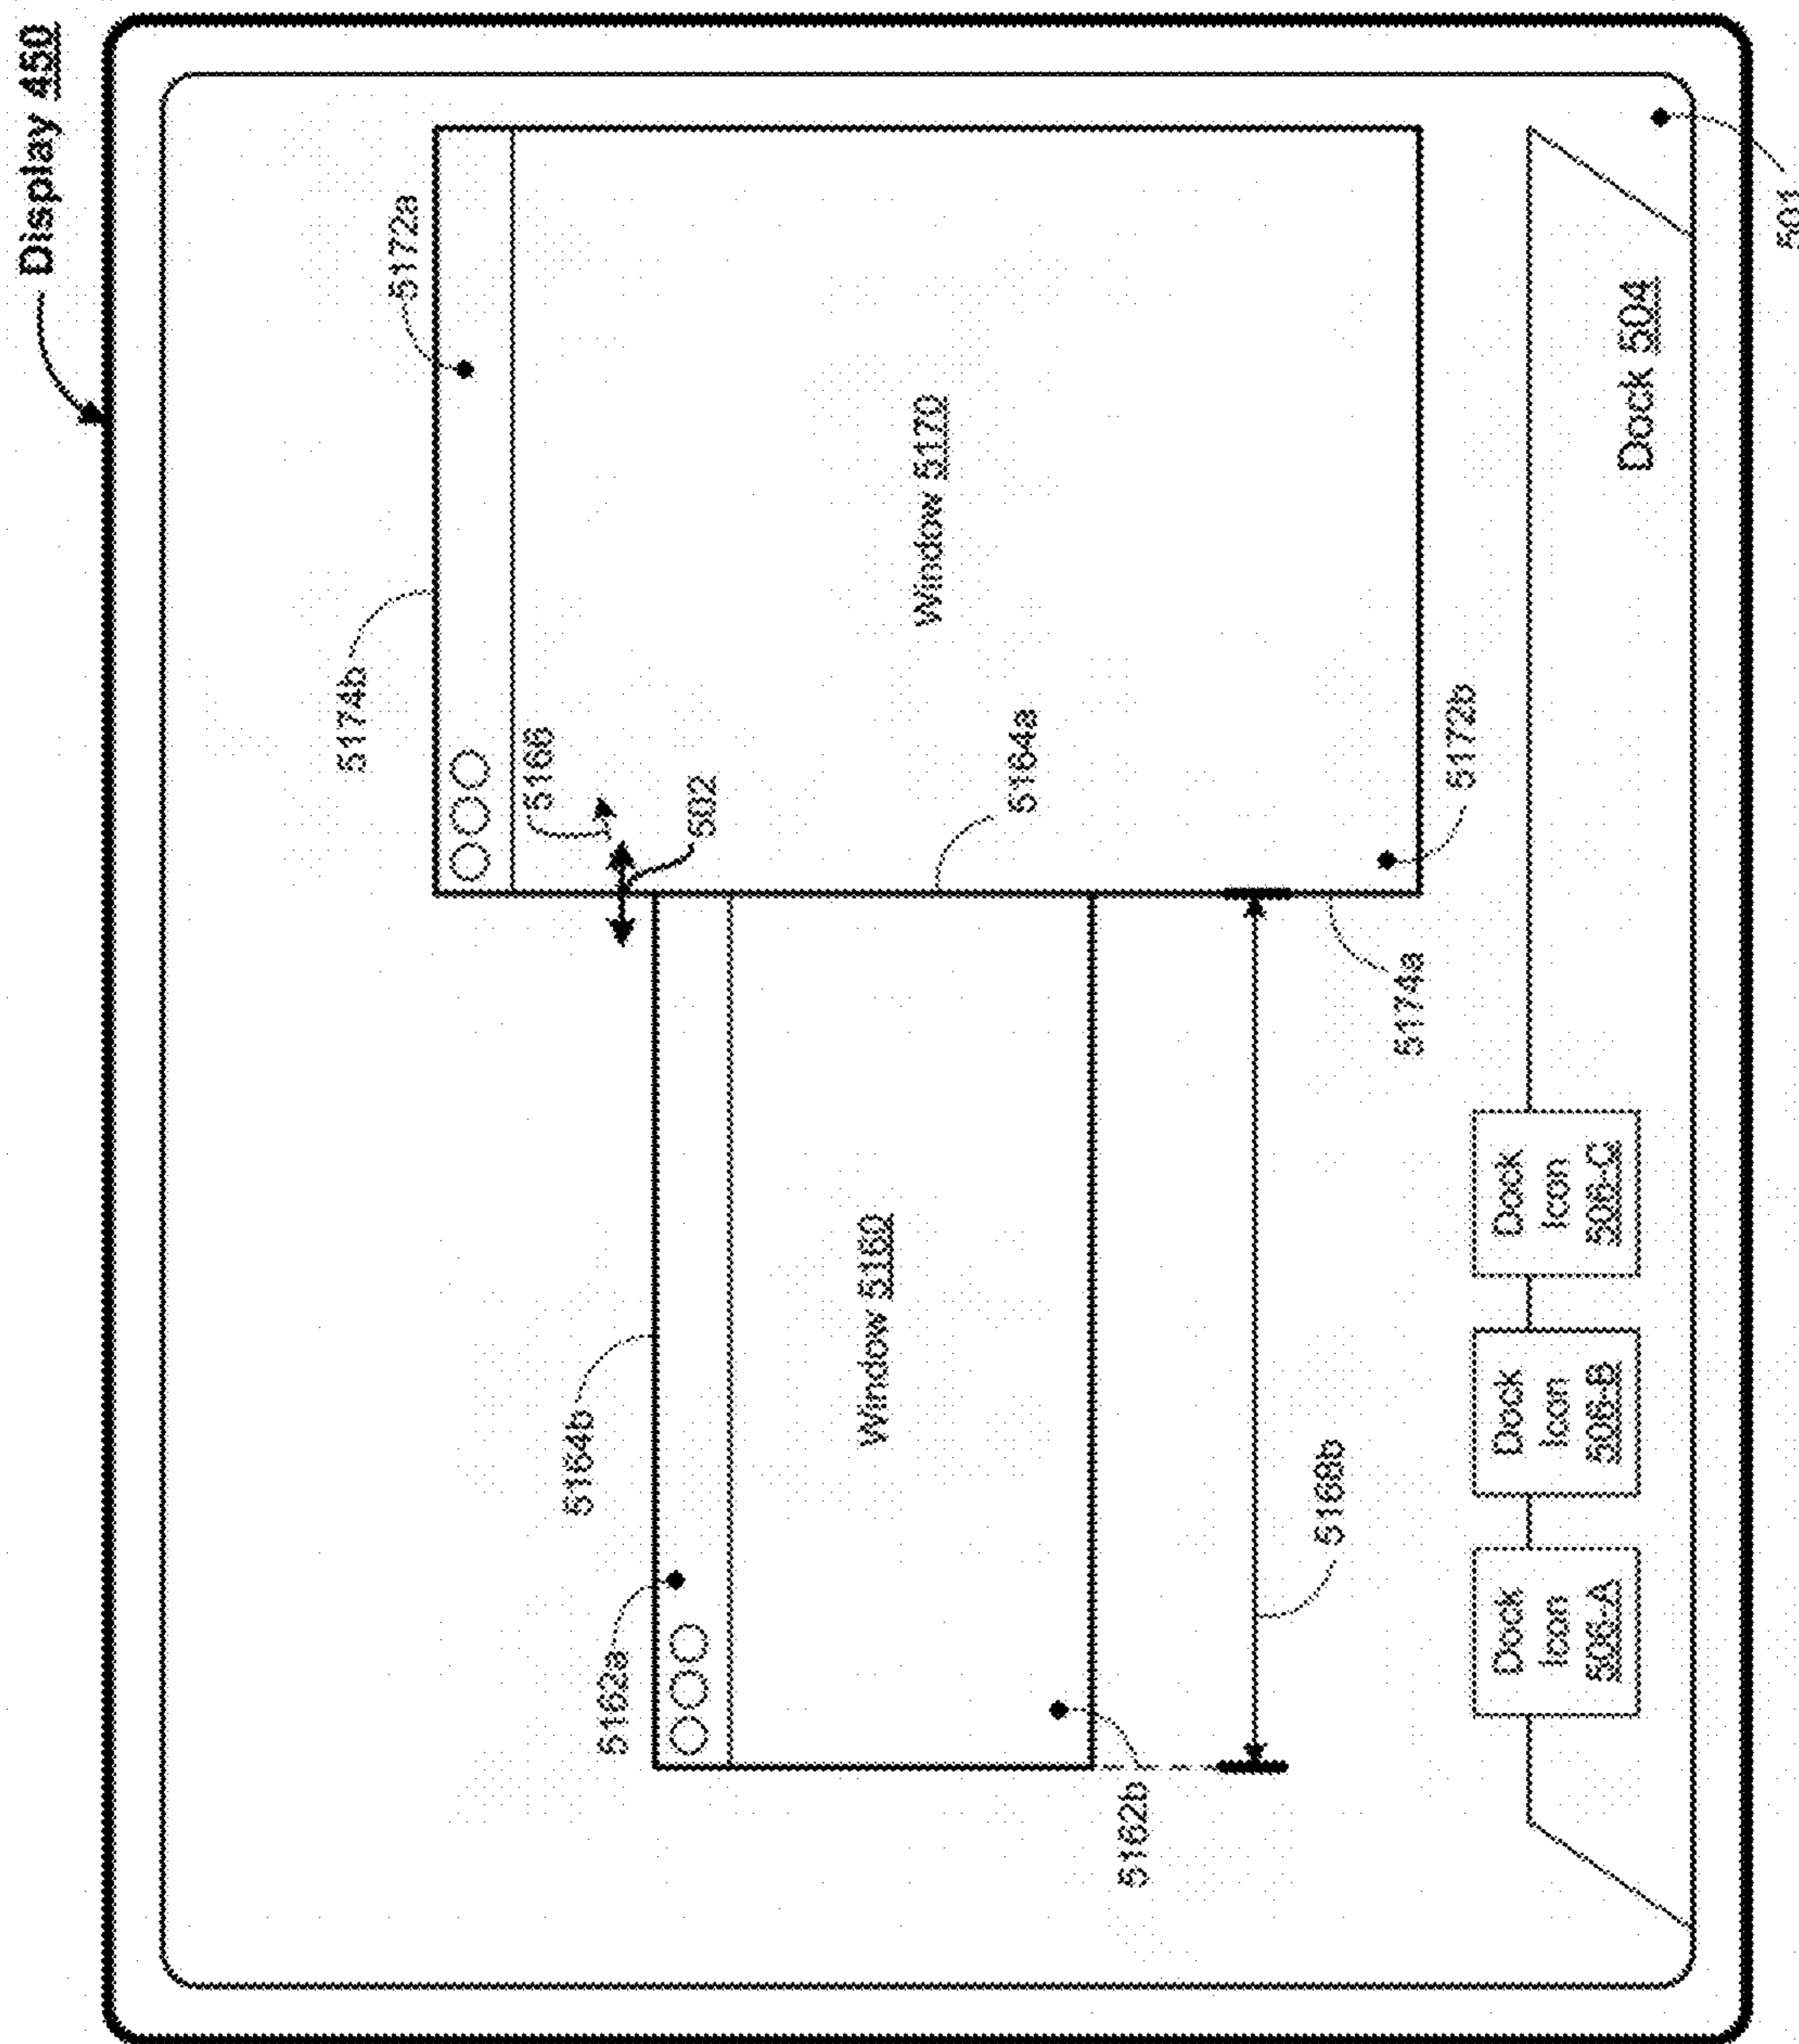 Display 450
5174b
5172a
5166
502
5164b
5162a
5164a
Window 5160
Window 5170
5162b
5168b
5174a
5172b
Dock
Icon
506-A
Dock
Icon
506-B
Dock
Icon
506-C
Dock 504
501